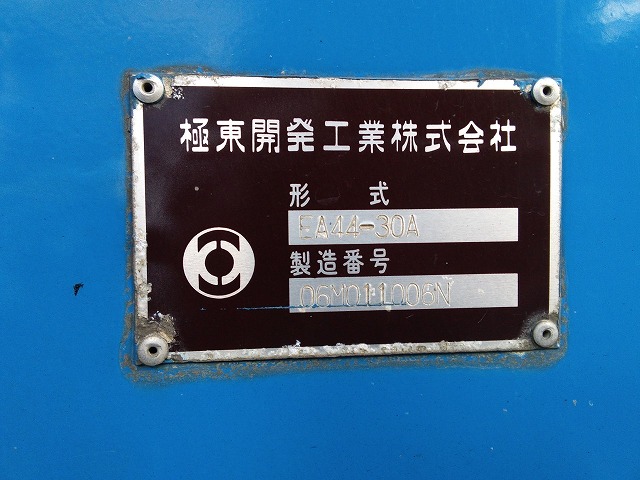 極東開発工業株式会社
形 式
EA44-30A
製造番号
06M011008N